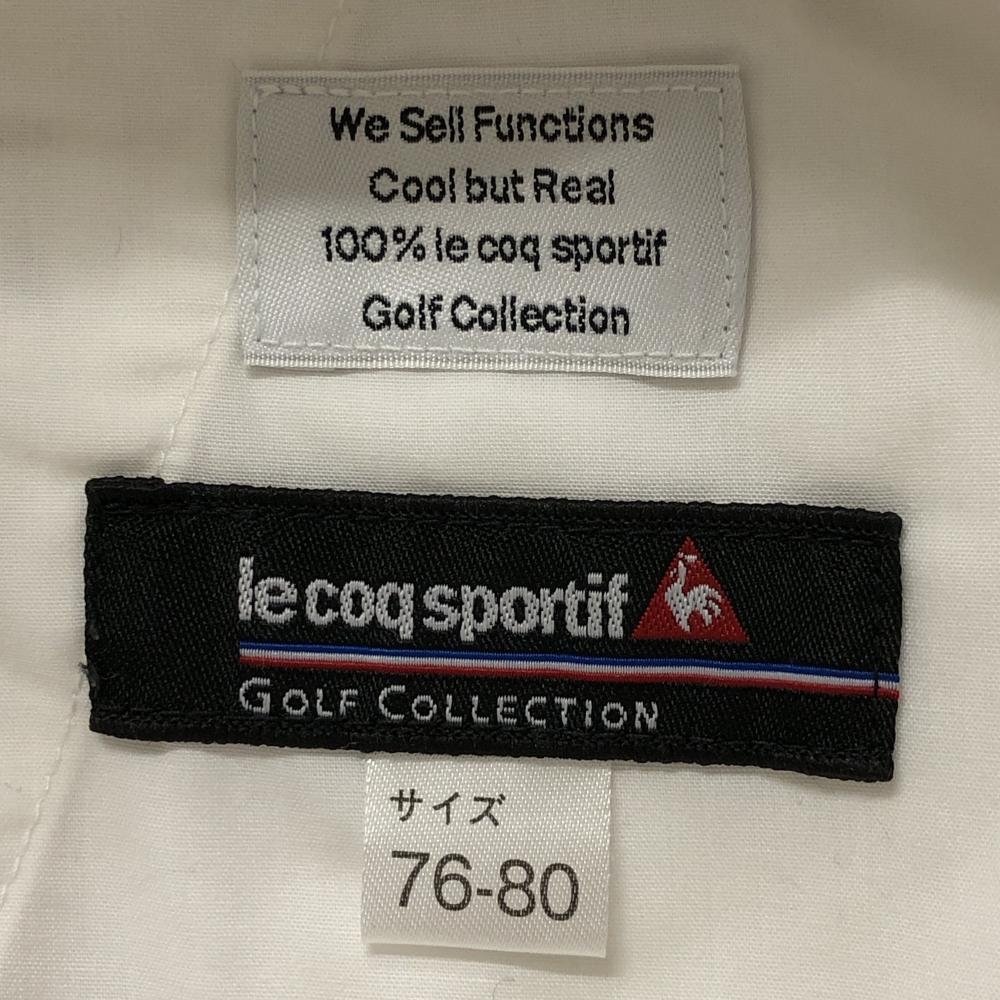 We Sell Functions
Cool but Real
100% le coq sportif
Golf Collection
le coq sportif
GOLF COLLECTION
サイズ
76-80